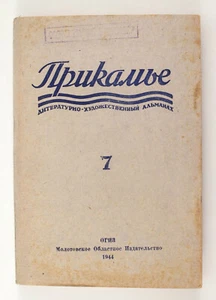 Прикамье
ЛИТЕРАТУРНО-ХУДОЖЕСТВЕННЫЙ АЛЬМАНАХ
7
ОГИЗ
Молотовское Областное Издательство
1944